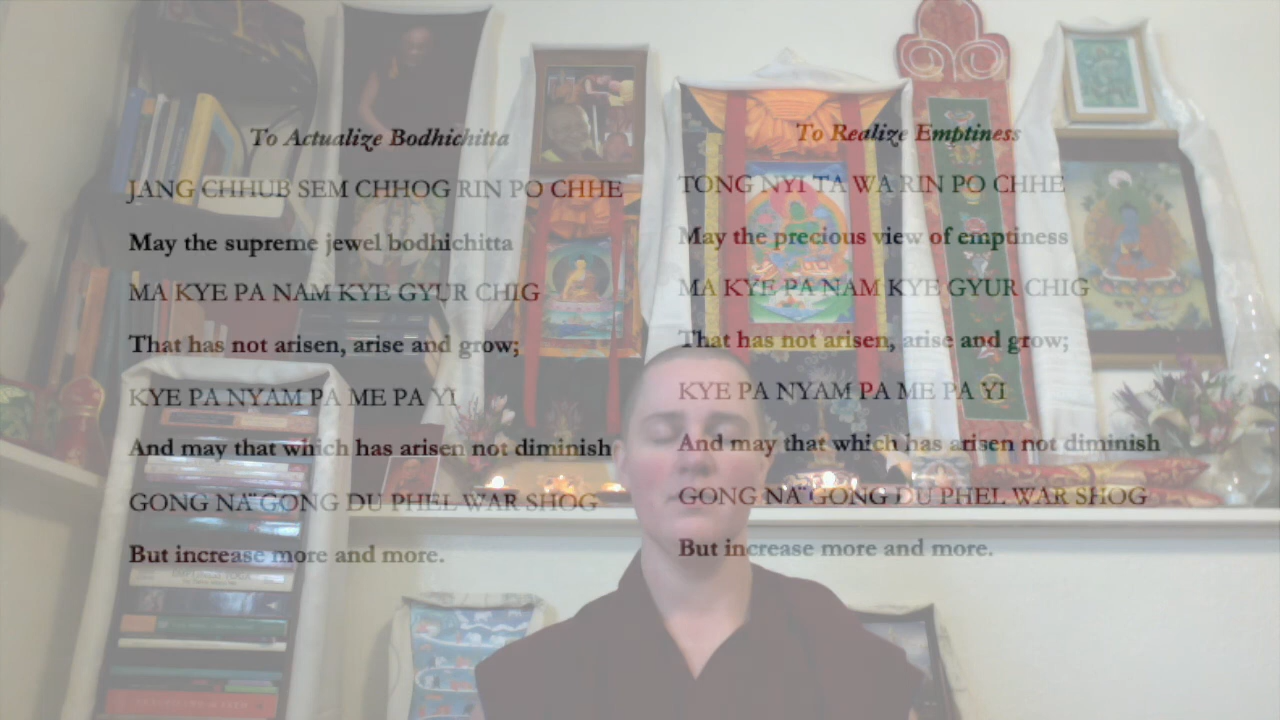 To Actualize Bodhichitta
JANG CHHUB SEM CHHOG RIN PO CHHE
May the supreme jewel bodhichitta
MA KYE PA NAM KYE GYUR CHIG
That has not arisen, arise and grow;
KYE PA NYAM PA ME PA YI
And may that which has arisen not diminish
GONG NA¨ GONG DU PHEL WAR SHOG
But increase more and more.
To Realize Emptiness
TONG NYI TA WA RIN PO CHHE
May the precious view of emptiness
MA KYE PA NAM KYE GYUR CHIG
That has not arisen, arise and grow;
KYE PA NYAM PA ME PA YI
And may that which has arisen not diminish
GONG NA¨ GONG DU PHEL WAR SHOG
But increase more and more.